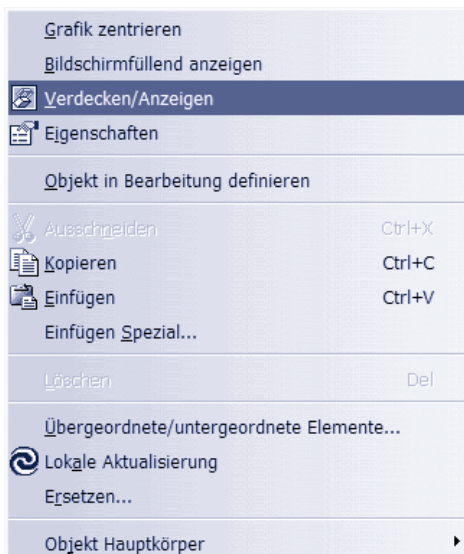 Grafik zentrieren
Bildschirmfüllend anzeigen
Verdecken/Anzeigen
Eigenschaften
Objekt in Bearbeitung definieren
Ausschneiden Ctrl+X
Kopieren Ctrl+C
Einfügen Ctrl+V
Einfügen Spezial...
Löschen Del
Übergeordnete/untergeordnete Elemente...
Lokale Aktualisierung
Ersetzen...
Objekt Hauptkörper